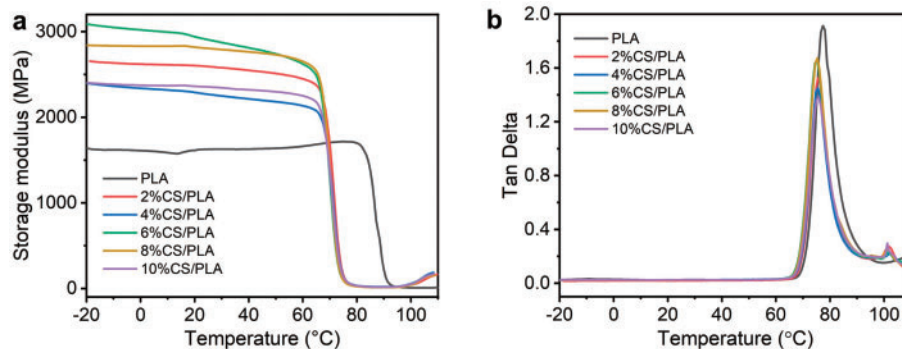 a
Storage modulus (MPa)
3000
2000
1000
0
PLA
2%CS/PLA
4%CS/PLA
6%CS/PLA
8%CS/PLA
10%CS/PLA
-20 0 20 40 60 80 100
Temperature (°C)
b
Tan Delta
2.0
1.6
1.2
0.8
0.4
0.0
PLA
2%CS/PLA
4%CS/PLA
6%CS/PLA
8%CS/PLA
10%CS/PLA
-20 0 20 40 60 80 100
Temperature (°C)